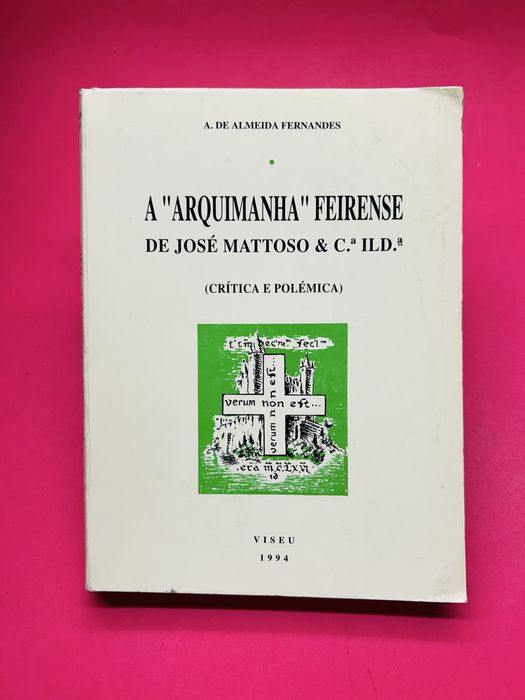 A. DE ALMEIDA FERNANDES
A "ARQUIMANHA" FEIRENSE
DE JOSÉ MATTOSO & C.ª ILD.ª
(CRÍTICA E POLÉMICA)
est...
verum non est...
verum non
VISEU
1994